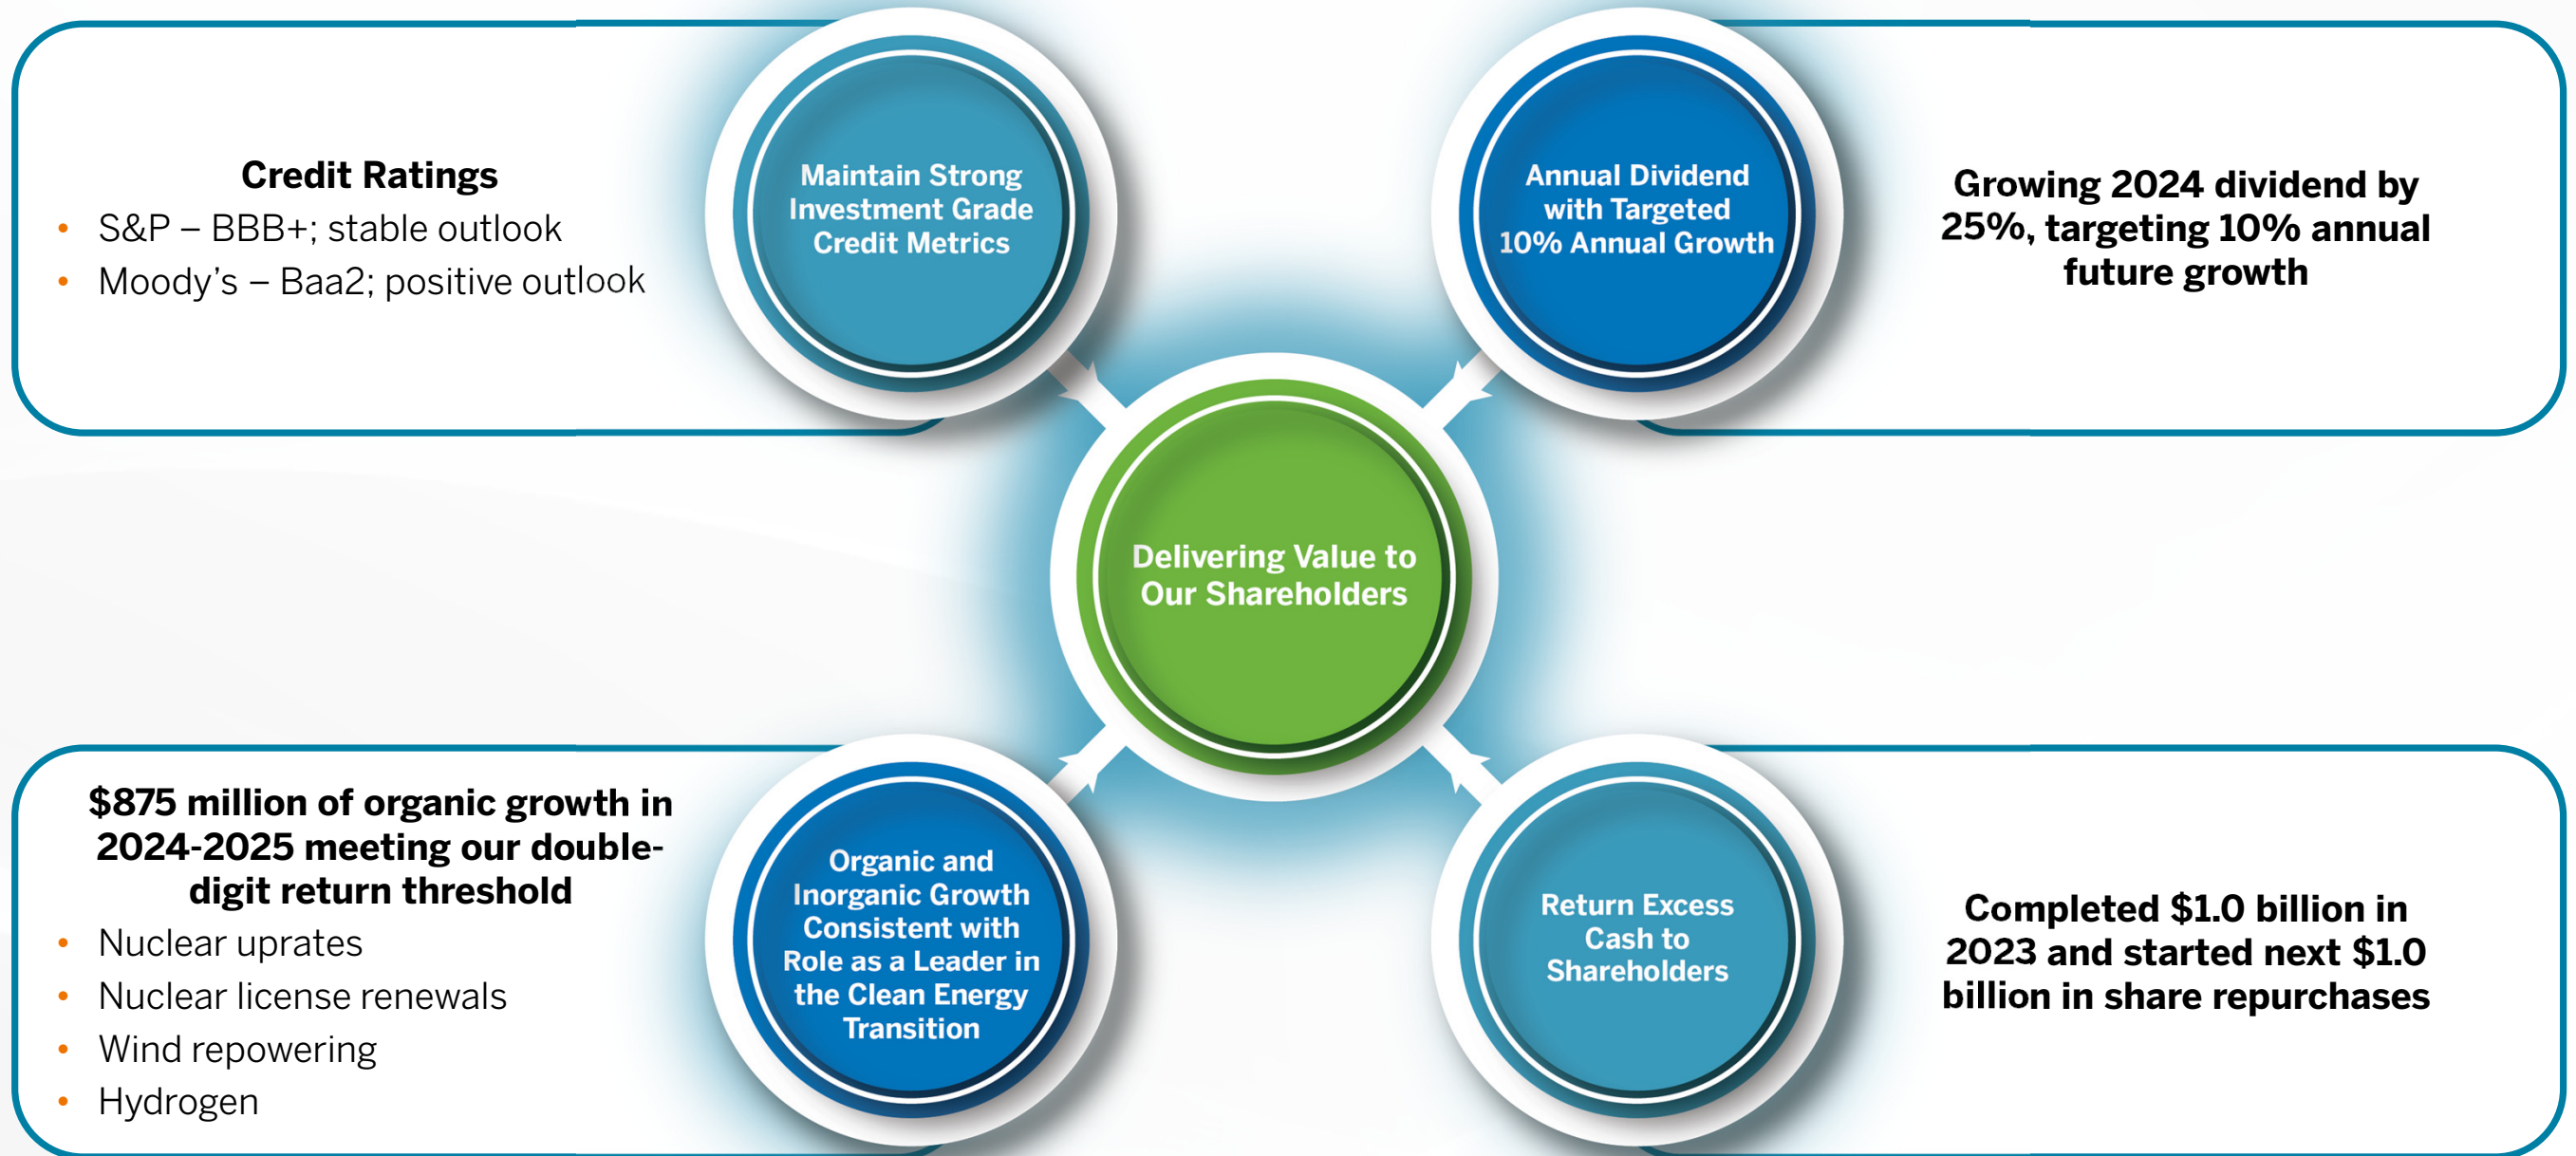 Credit Ratings
• S&P – BBB+; stable outlook
• Moody's – Baa2; positive outlook
Maintain Strong
Investment Grade
Credit Metrics
Annual Dividend
with Targeted
10% Annual Growth
Growing 2024 dividend by
25%, targeting 10% annual
future growth
Delivering Value to
Our Shareholders
$875 million of organic growth in
2024-2025 meeting our double-
digit return threshold
• Nuclear uprates
• Nuclear license renewals
• Wind repowering
• Hydrogen
Organic and
Inorganic Growth
Consistent with
Role as a Leader in
the Clean Energy
Transition
Return Excess
Cash to
Shareholders
Completed $1.0 billion in
2023 and started next $1.0
billion in share repurchases